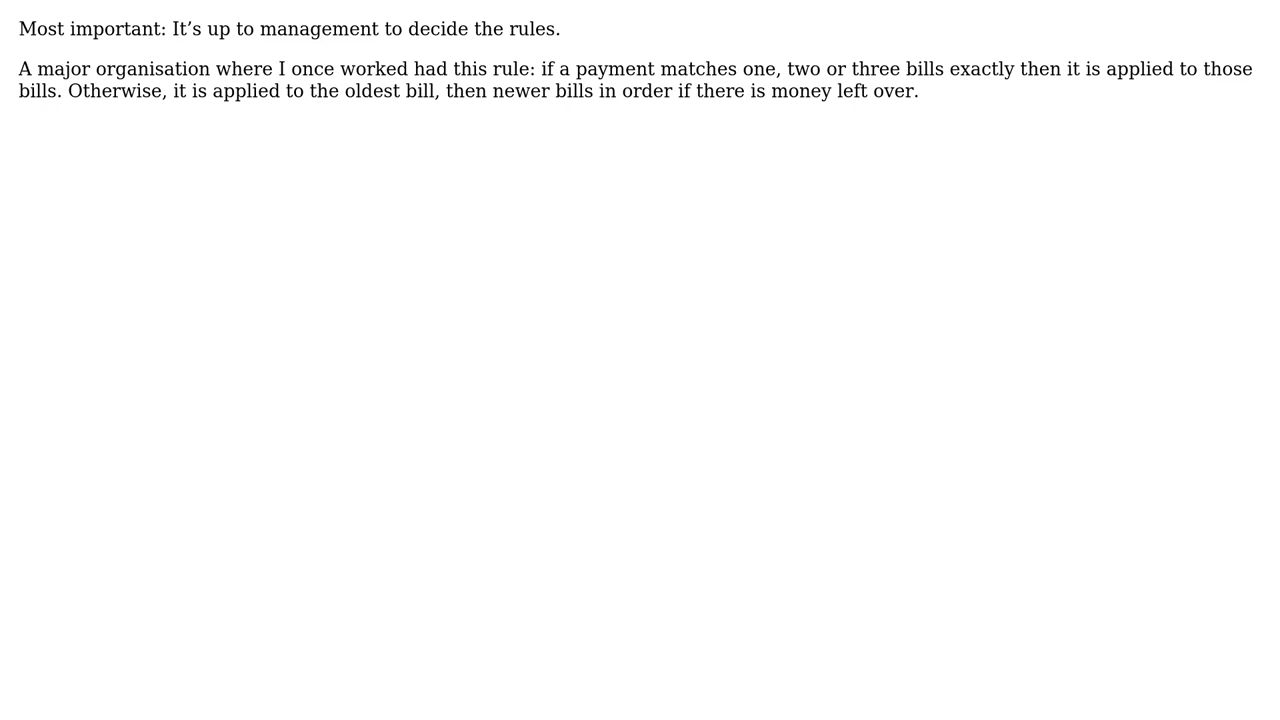 Most important: It’s up to management to decide the rules.
A major organisation where I once worked had this rule: if a payment matches one, two or three bills exactly then it is applied to those
bills. Otherwise, it is applied to the oldest bill, then newer bills in order if there is money left over.